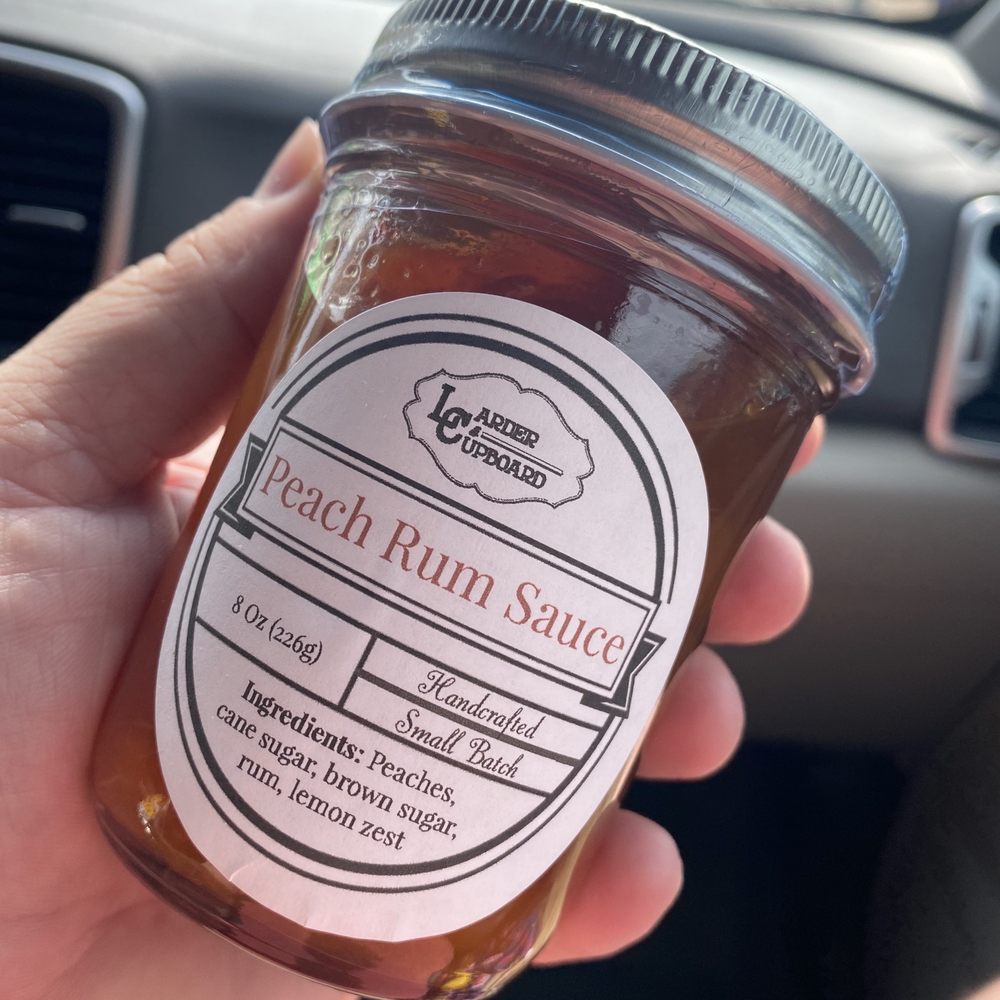 LARDER &
CUPBOARD
Peach Rum Sauce
8 Oz (226g)
Handcrafted
Small Batch
Ingredients: Peaches,
cane sugar, brown sugar,
rum, lemon zest